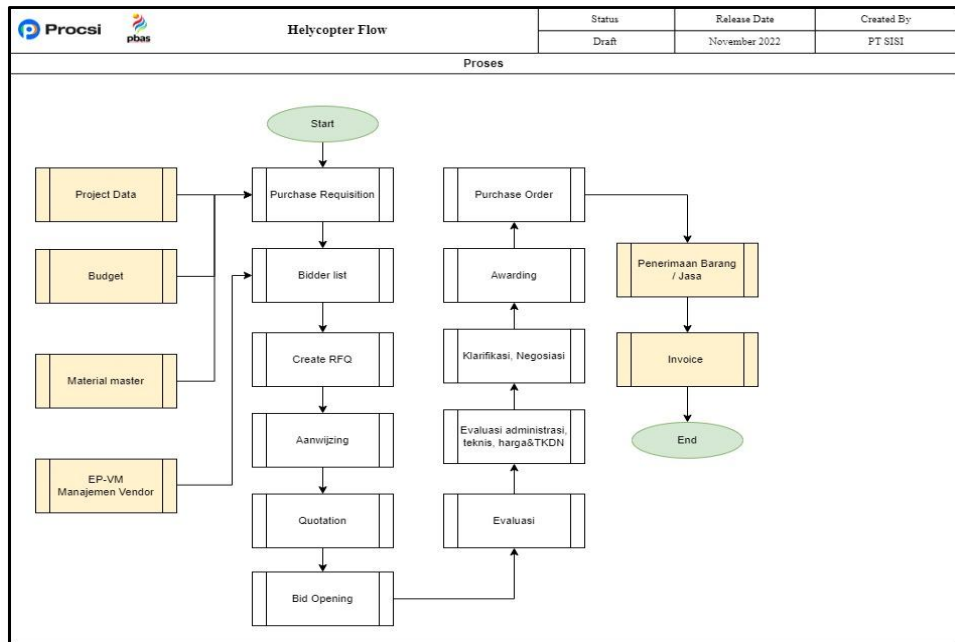 Procsi
pbas
Helycopter Flow
Status
Release Date
Created By
Draft
November 2022
PT SISI
Proses
Start
Project Data
Purchase Requisition
Purchase Order
Budget
Bidder list
Awarding
Penerimaan Barang
/ Jasa
Material master
Create RFQ
Klarifikasi, Negosiasi
Invoice
Aanwijzing
Evaluasi administrasi,
teknis, harga&TKDN
End
EP-VM
Manajemen Vendor
Quotation
Evaluasi
Bid Opening